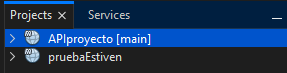 Projects Services
APIproyecto [main]
pruebaEstiven